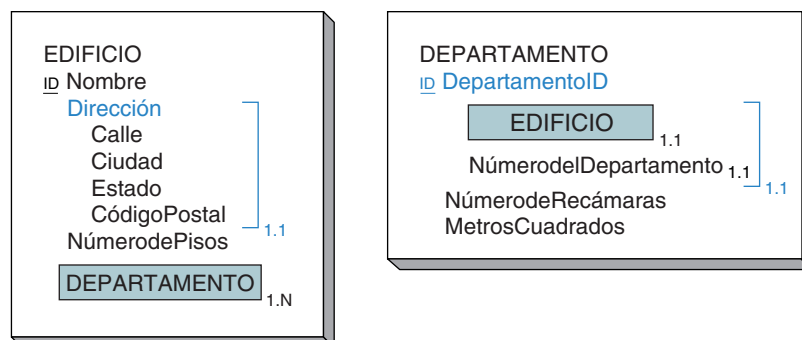 EDIFICIO
ID Nombre
Dirección
Calle
Ciudad
Estado
CódigoPostal
1.1
NúmerodePisos
DEPARTAMENTO
1.N
DEPARTAMENTO
ID DepartamentoID
EDIFICIO
1.1
NúmerodelDepartamento 1.1
1.1
NúmerodeRecámaras
MetrosCuadrados